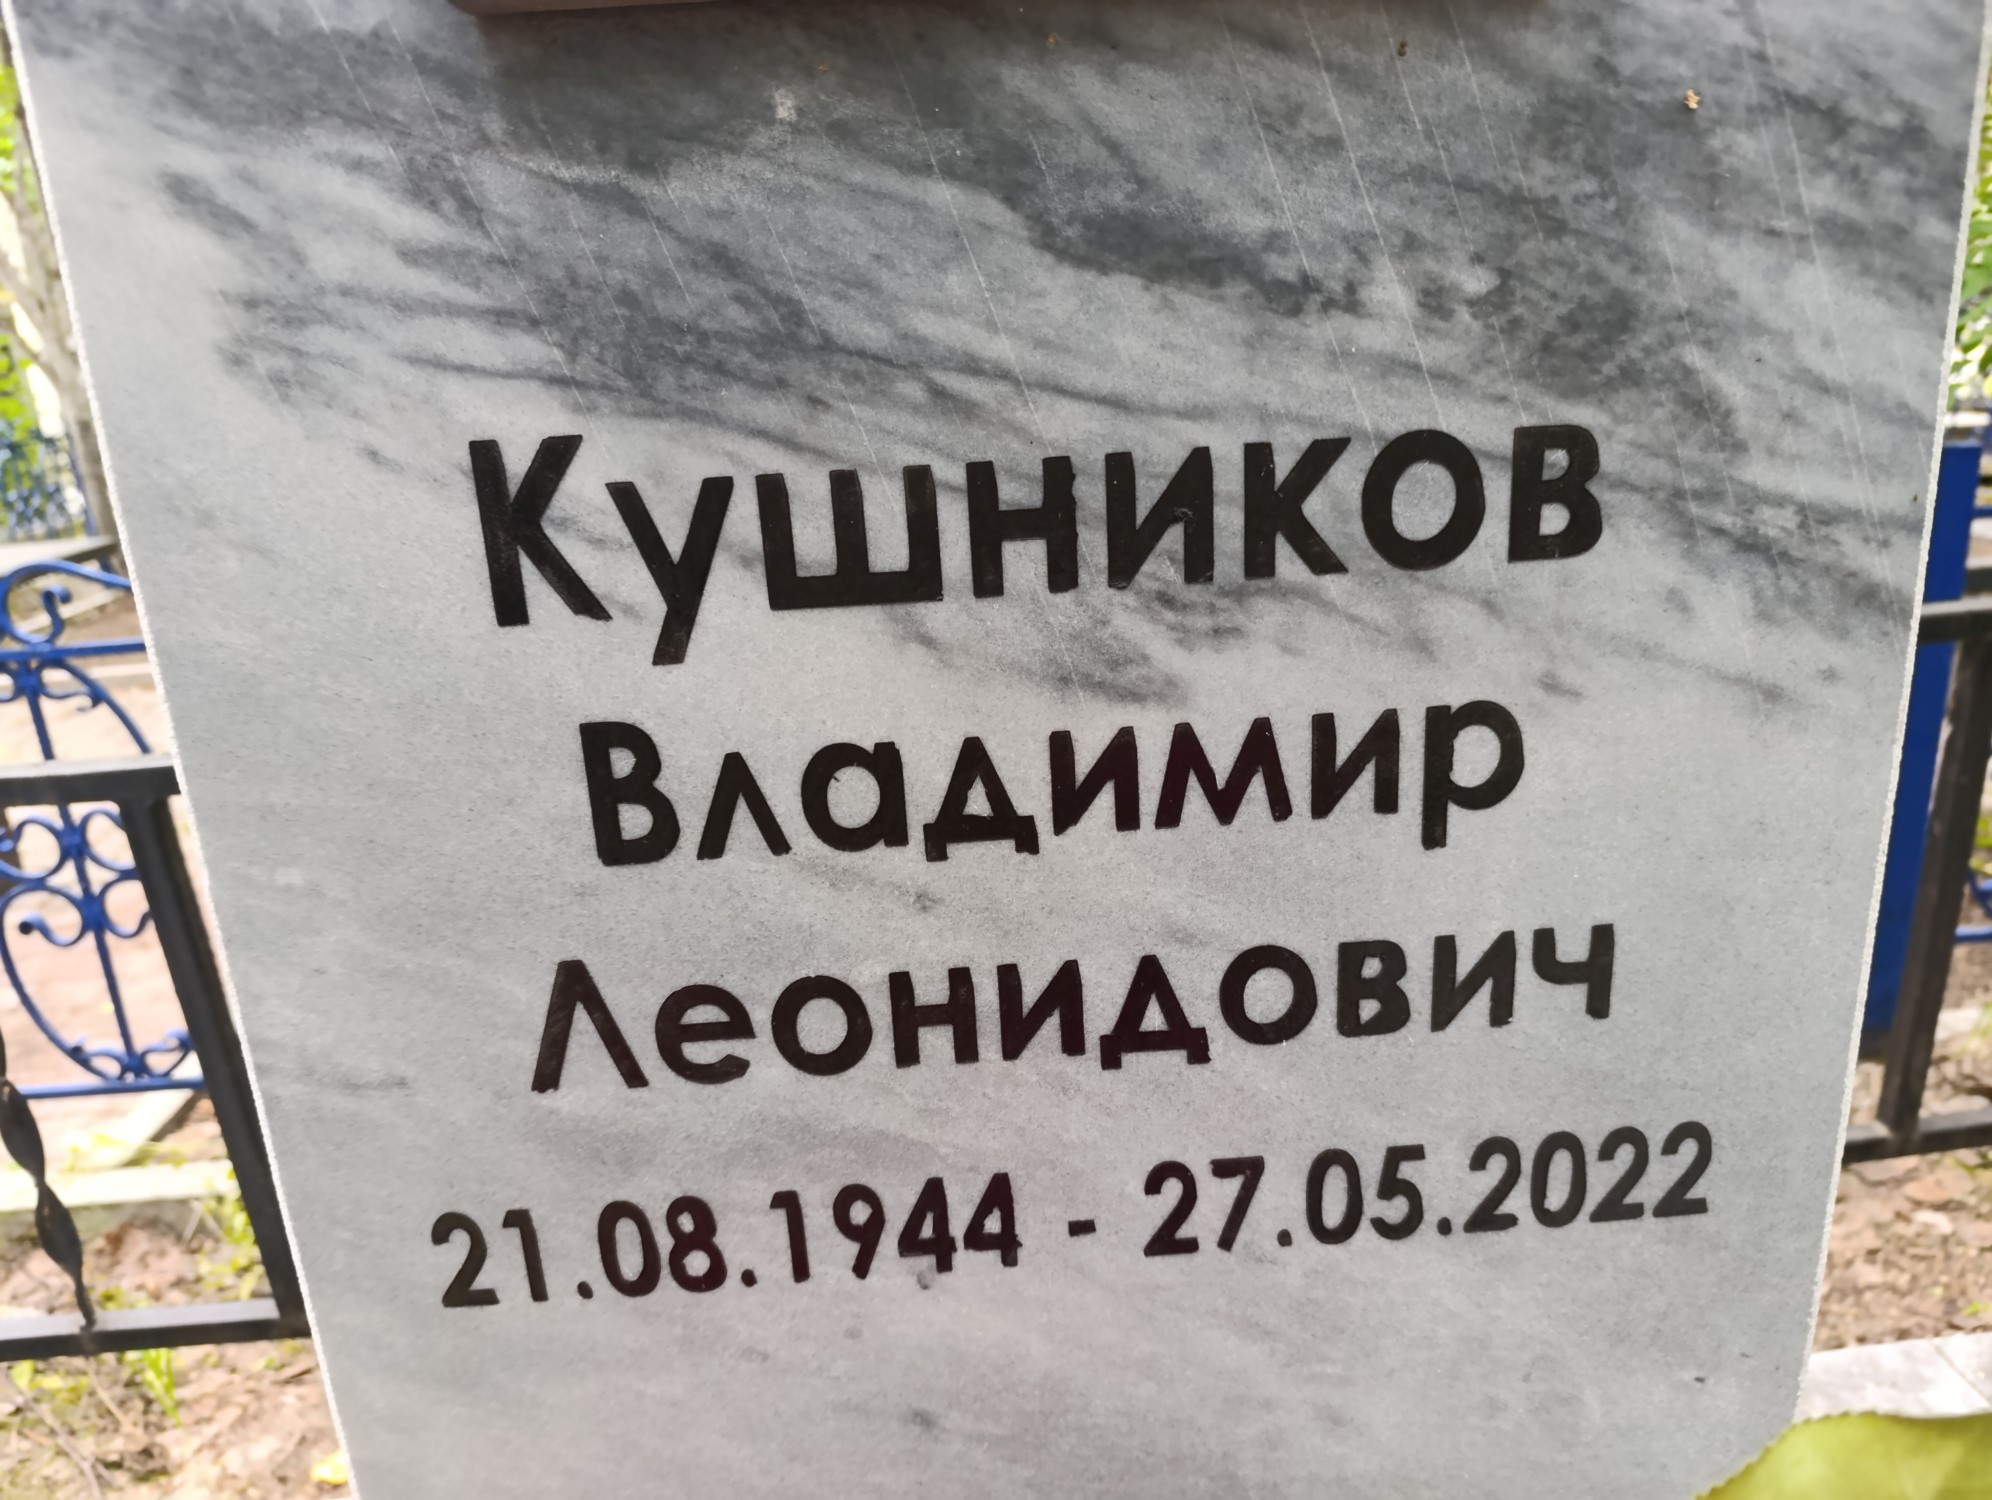 Кушников
Владимир
Леонидович
21.08.1944 - 27.05.2022